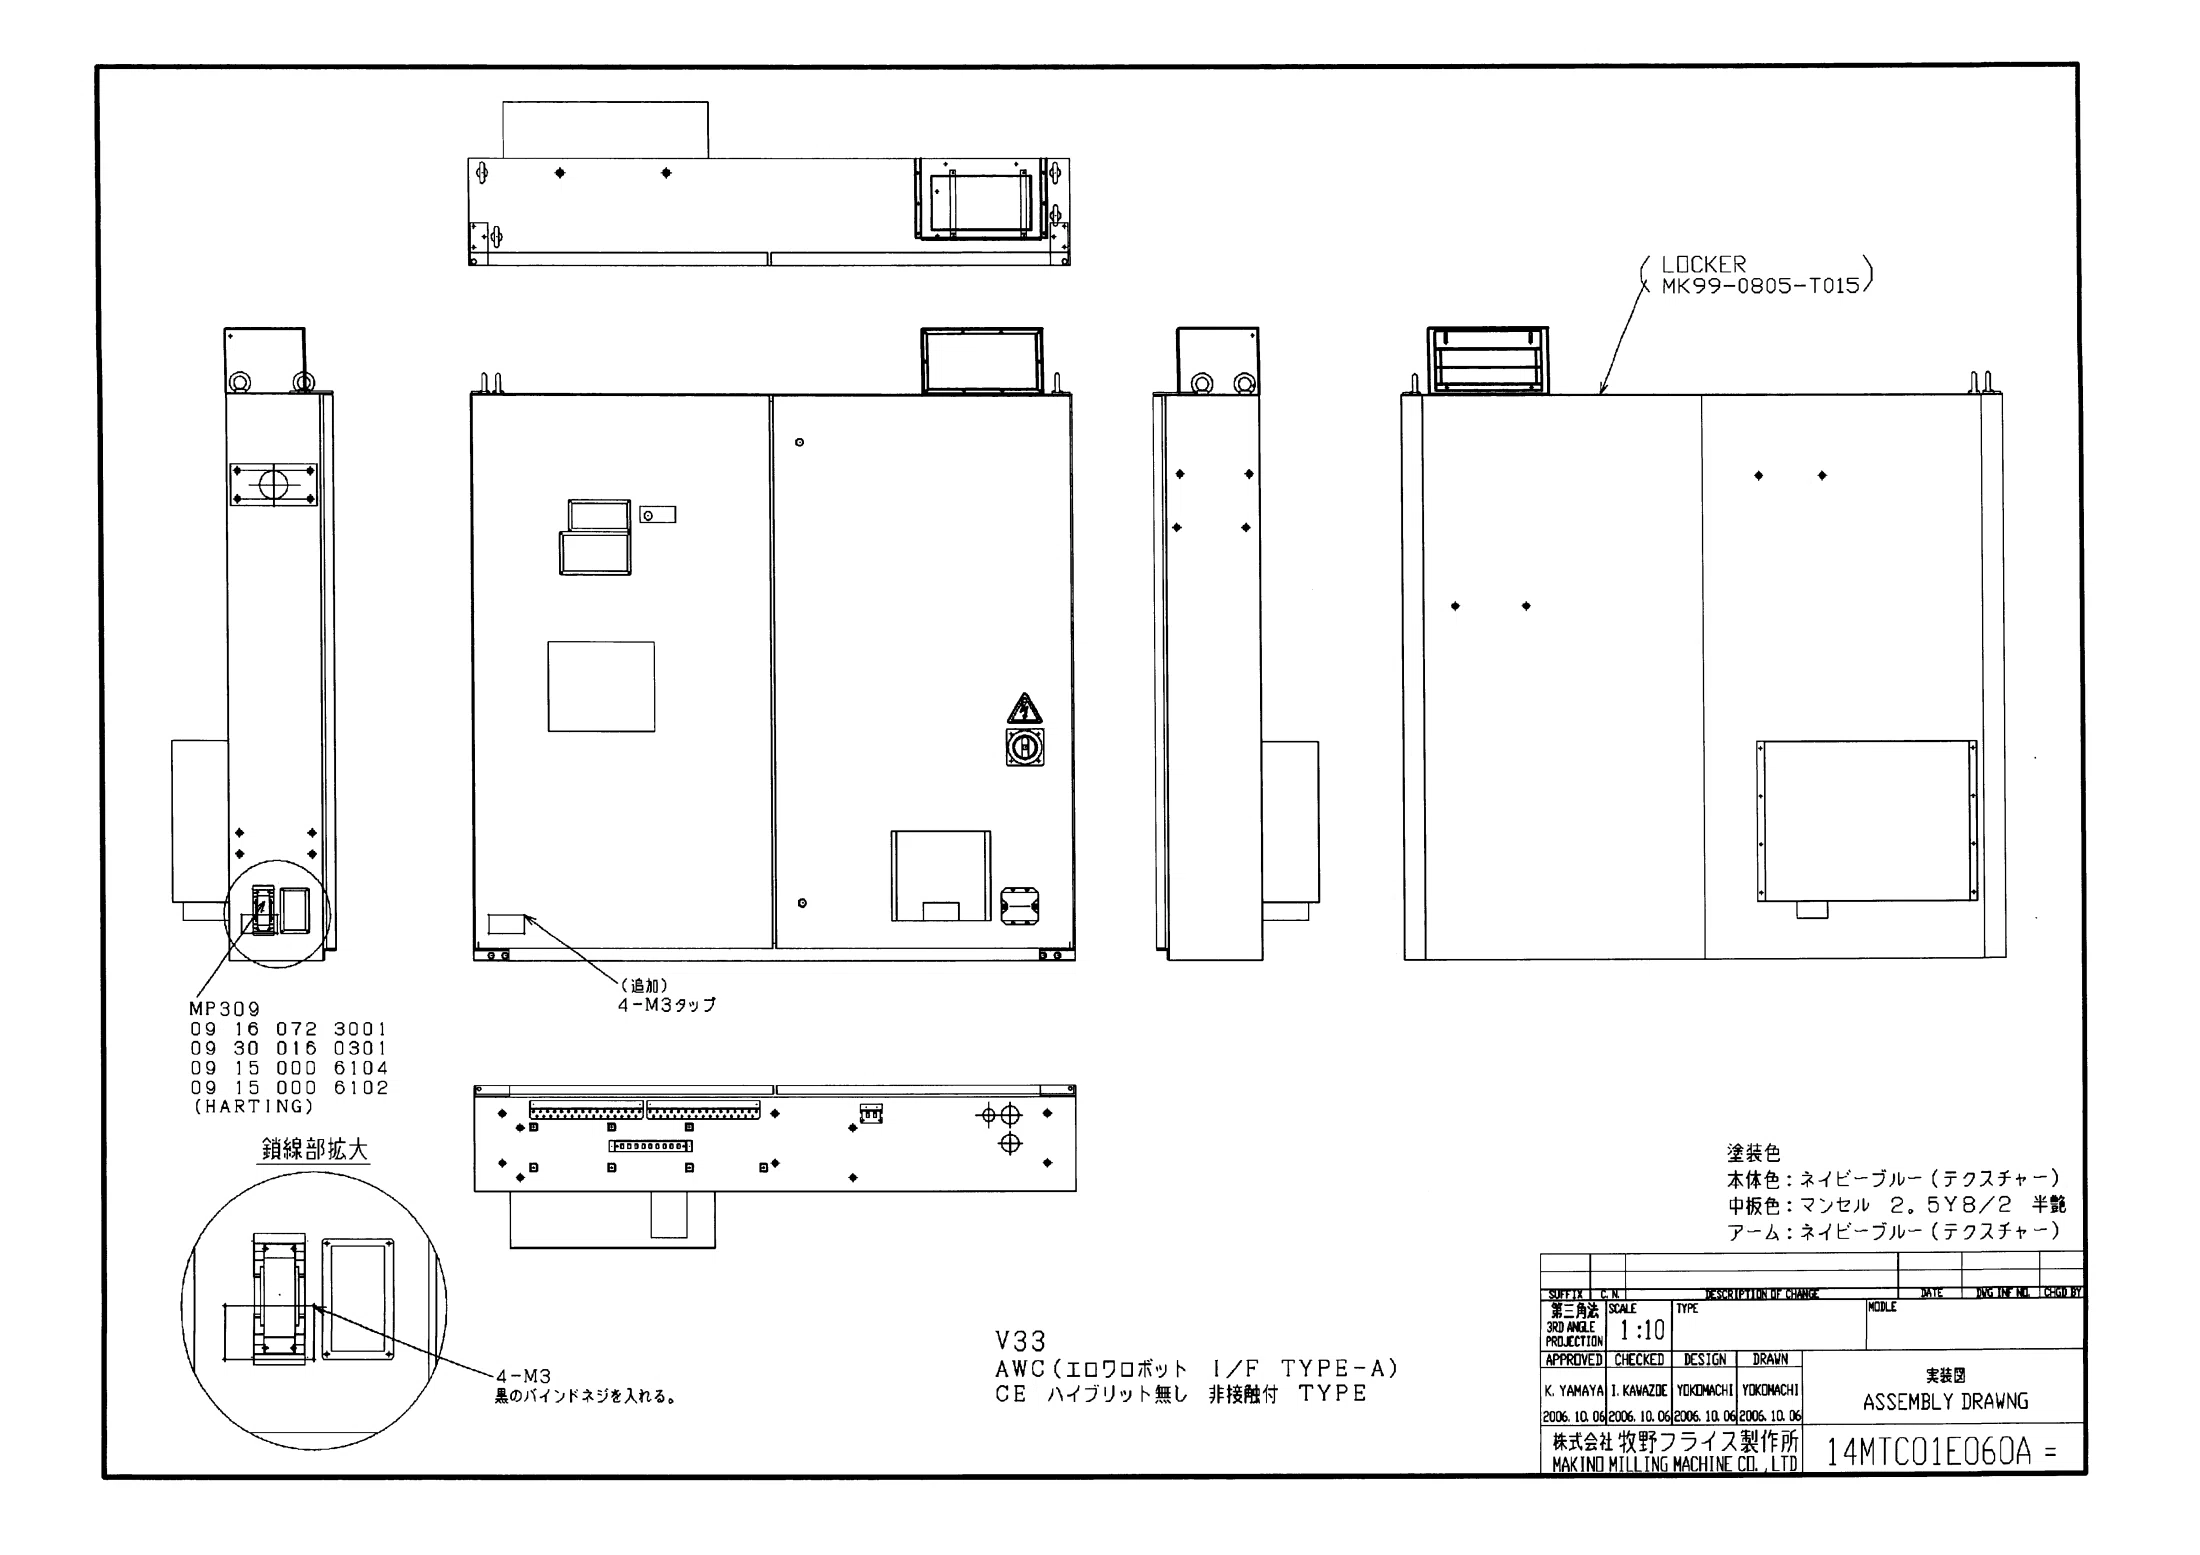 ( LOCKER
MK99-0805-T015)
(追加)
4-M3タップ
MP309
09 16 072 3001
09 30 016 0301
09 15 000 6104
09 15 000 6102
(HARTING)
鎖線部拡大
4-M3
黒のバインドネジを入れる。
V33
AWC(エロワロボット I/F TYPE-A)
CE ハイブリット無し 非接触付 TYPE
塗装色
本体色:ネイビーブルー(テクスチャー)
中板色:マンセル 2。5Y8/2 半艶
アーム:ネイビーブルー(テクスチャー)
SUFFIX C.N. DESCRIPTION OF CHANGE DATE DWG INF NO. CHGD BY
第三角法 SCALE TYPE MODLE
3RD ANGLE
PROJECTION
1:10
APPROVED CHECKED DESIGN DRAWN
K. YAMAYA I. KAWAZOE YOKOMACHI YOKOMACHI
2006.10.06 2006.10.06 2006.10.06 2006.10.06
実装図
ASSEMBLY DRAWNG
株式会社 牧野フライス製作所
MAKINO MILLING MACHINE CO.,LTD
14MTC01E060A =